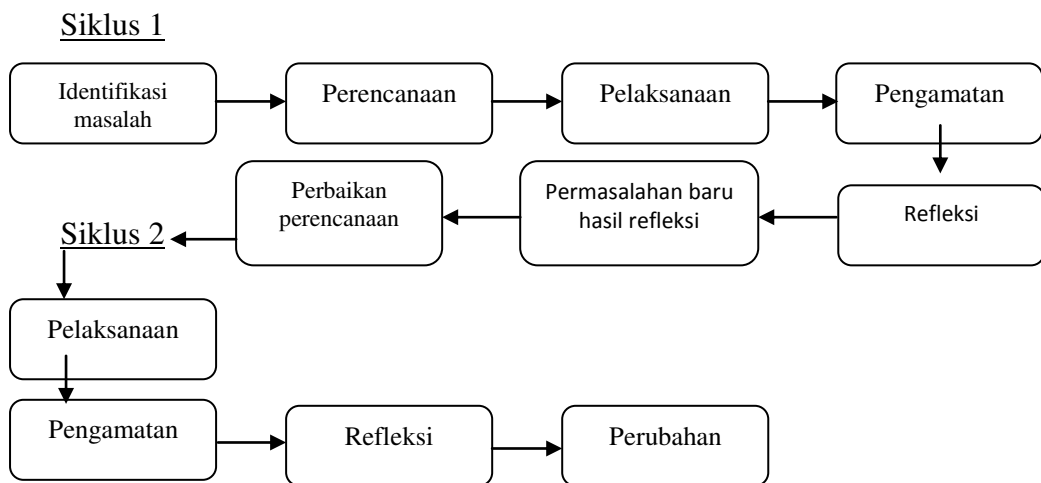 Siklus 1
Identifikasi
masalah
Perencanaan
Pelaksanaan
Pengamatan
Refleksi
Permasalahan baru
hasil refleksi
Perbaikan
perencanaan
Siklus 2
Pelaksanaan
Pengamatan
Refleksi
Perubahan